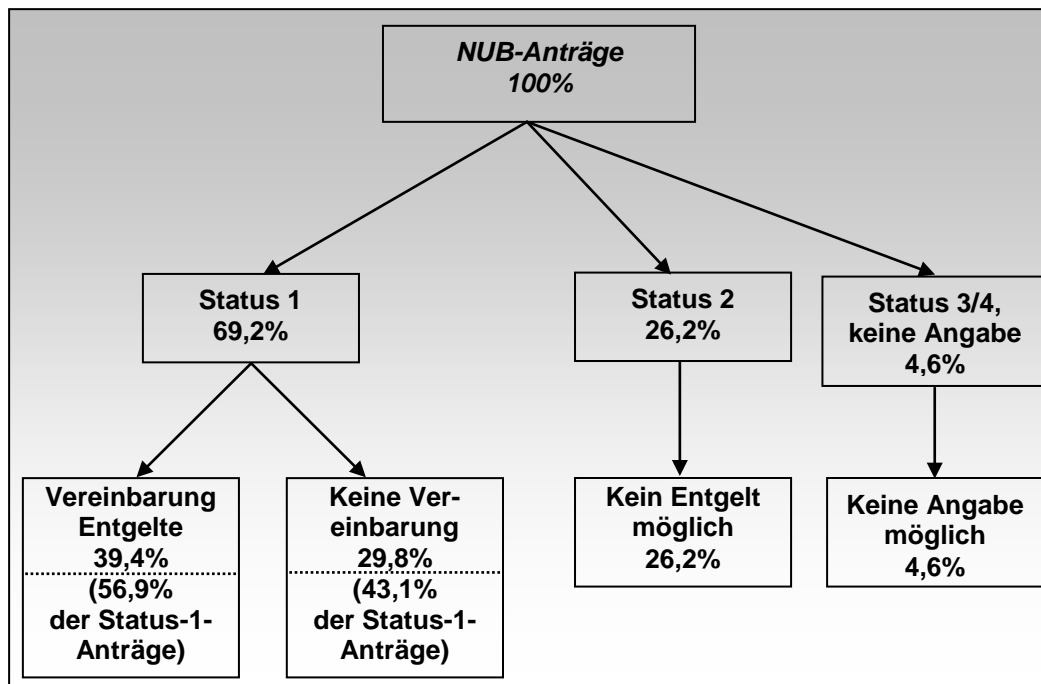 NUB-Anträge
100%
Status 1
69,2%
Status 2
26,2%
Status 3/4,
keine Angabe
4,6%
Vereinbarung
Entgelte
39,4%
(56,9%
der Status-1-
Anträge)
Keine Ver-
einbarung
29,8%
(43,1%
der Status-1-
Anträge)
Kein Entgelt
möglich
26,2%
Keine Angabe
möglich
4,6%